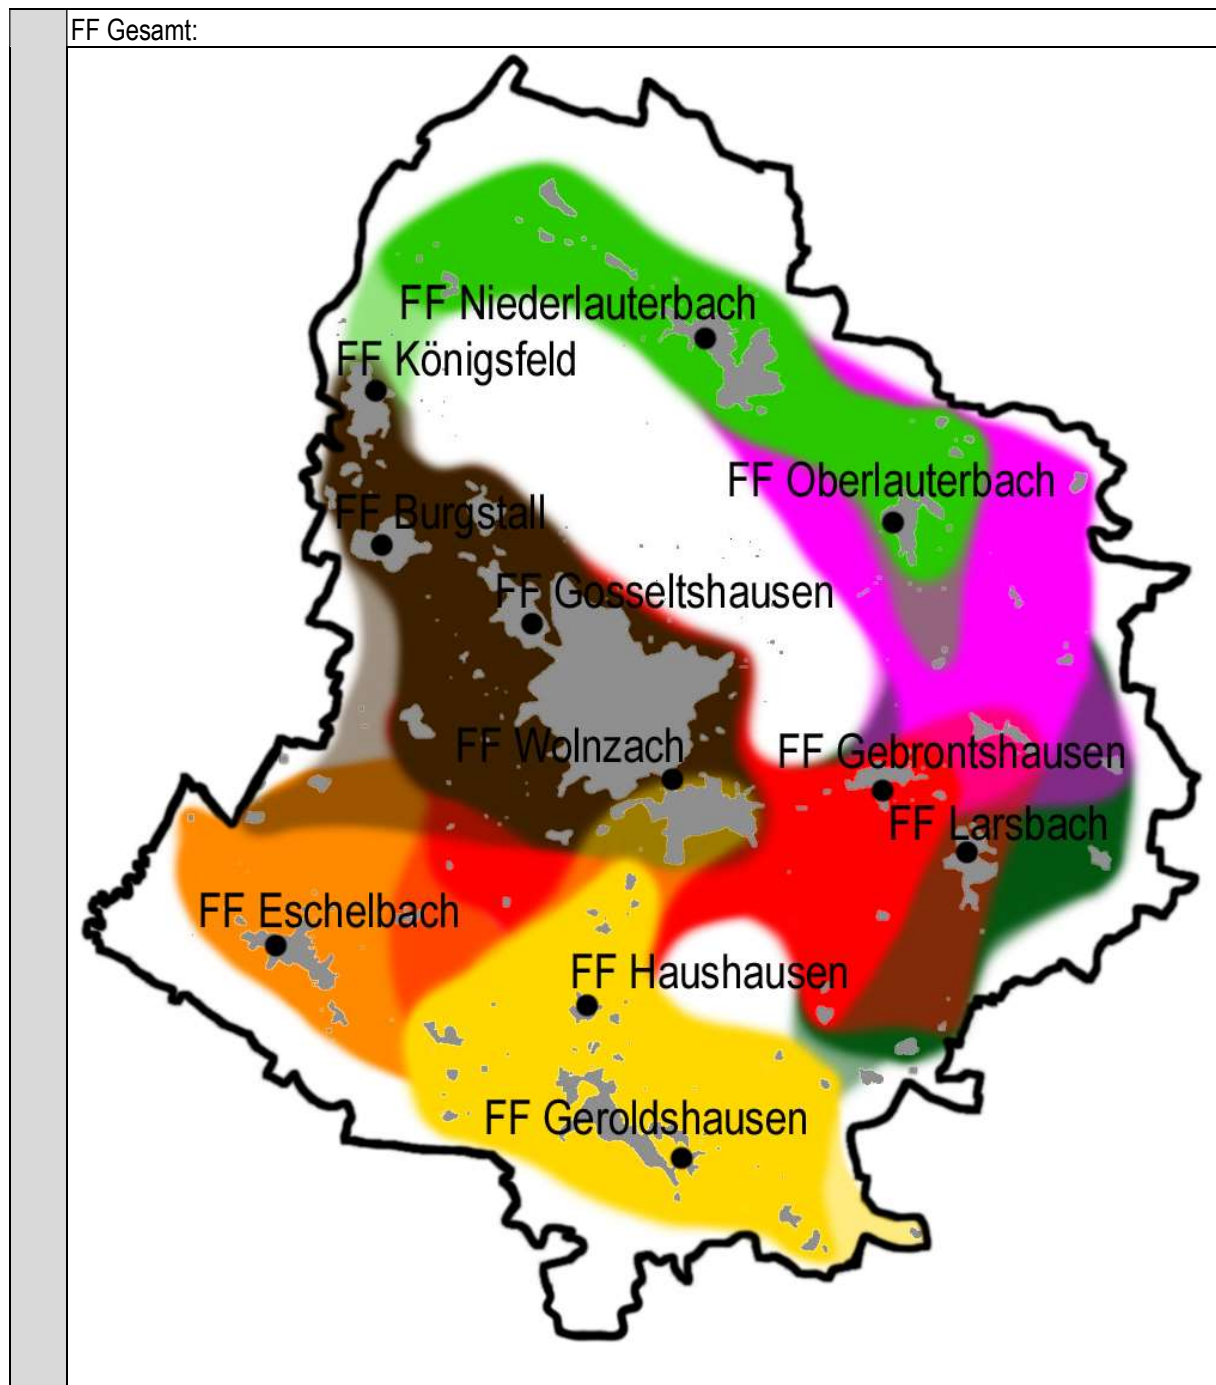 FF Gesamt:
FF Niederlauterbach
FF Königsfeld
FF Oberlauterbach
FF Burgstall
FF Gosseltshausen
FF Wolnzach
FF Gebrontshausen
FF Larsbach
FF Eschelbach
FF Haushausen
FF Geroldshausen